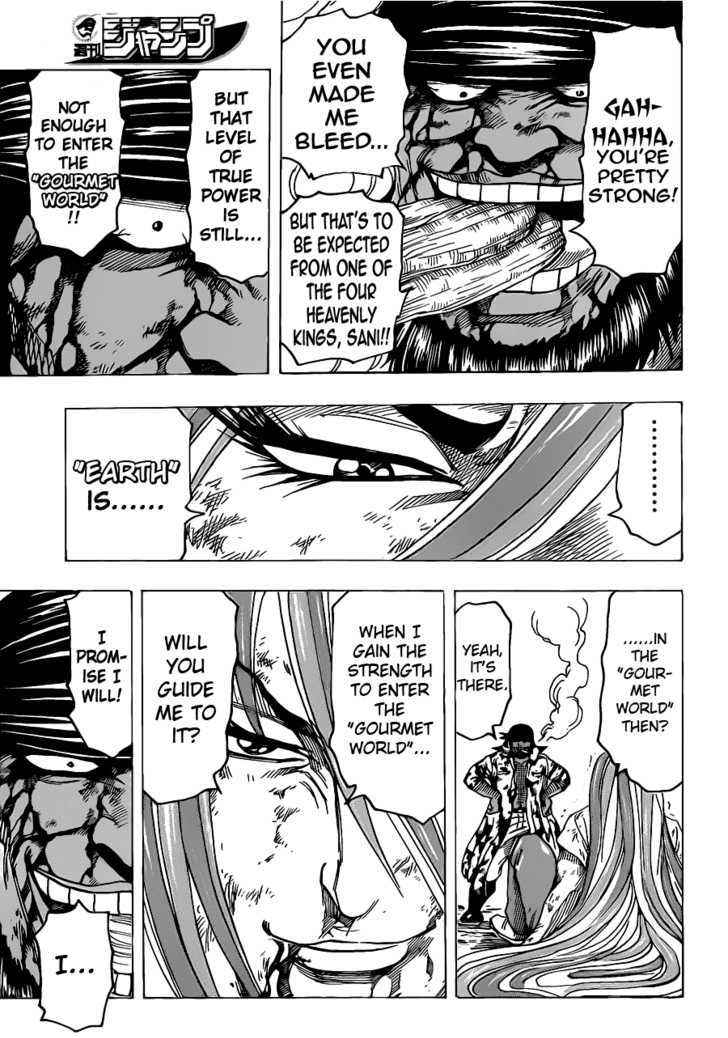 週刊
ジャンプ
GAH-
HAHHA,
YOU'RE
PRETTY
STRONG!
YOU
EVEN
MADE
ME
BLEED...
BUT THAT'S TO
BE EXPECTED
FROM ONE OF
THE FOUR
HEAVENLY
KINGS, SANI!!
BUT
THAT
LEVEL
OF
TRUE
POWER
IS
STILL...
NOT
ENOUGH
TO ENTER
THE
"GOURMET
WORLD"
!!
.........
"EARTH"
IS......
......IN
THE
"GOUR-
MET
WORLD"
THEN?
YEAH,
IT'S
THERE.
WHEN I
GAIN THE
STRENGTH
TO ENTER
THE
"GOURMET
WORLD"...
WILL
YOU
GUIDE
ME TO
IT?
I
PROM-
ISE I
WILL!
I...